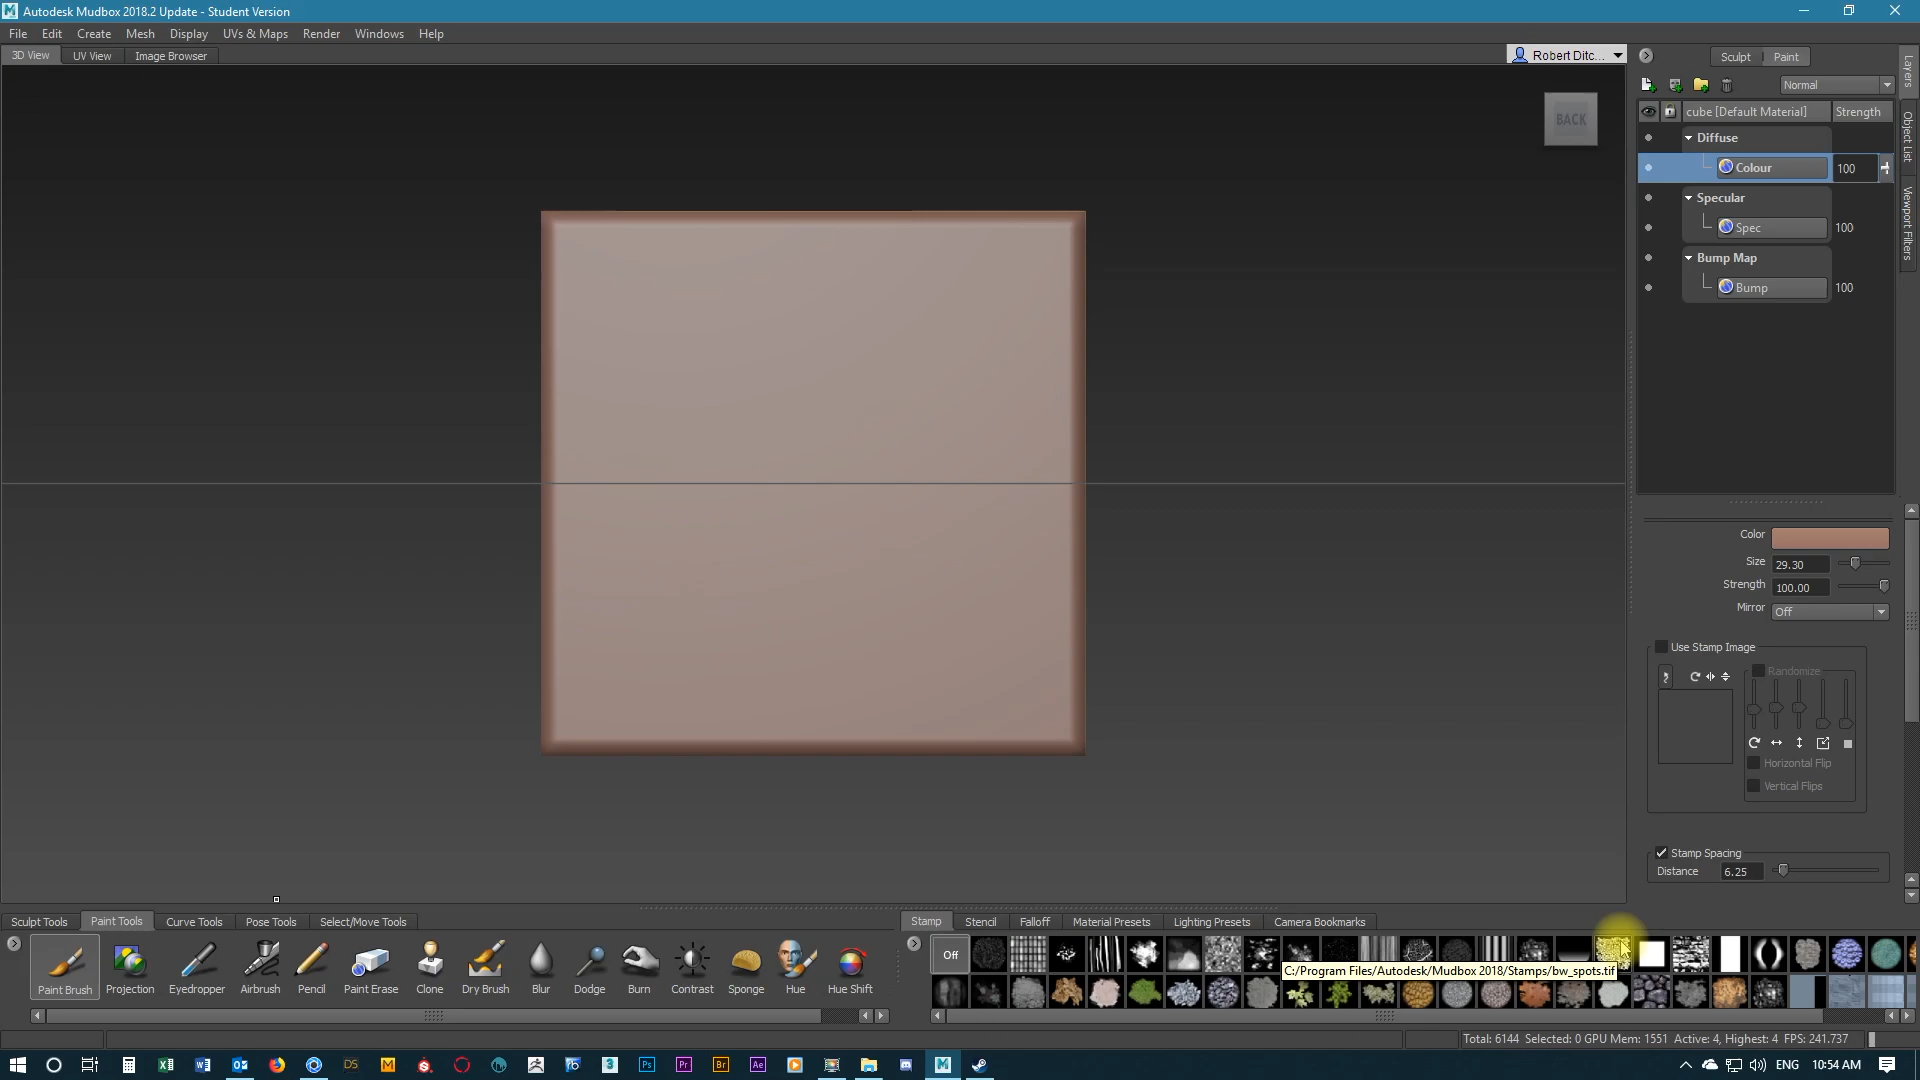 Autodesk Mudbox 2018.2 Update - Student Version
File Edit Create Mesh Display UVs & Maps Render Windows Help
3D View UV View Image Browser
Robert Ditc...
Sculpt Paint
Normal
cube [Default Material] Strength
Diffuse
Colour 100
Specular
Spec 100
Bump Map
Bump 100
Layers
Object List
Viewport Filters
BACK
Color
Size 29.30
Strength 100.00
Mirror Off
Use Stamp Image
Randomize
Horizontal Flip
Vertical Flips
Stamp Spacing
Distance 6.25
Sculpt Tools Paint Tools Curve Tools Pose Tools Select/Move Tools
Paint Brush Projection Eyedropper Airbrush Pencil Paint Erase Clone Dry Brush Blur Dodge Burn Contrast Sponge Hue Hue Shift
Stamp Stencil Falloff Material Presets Lighting Presets Camera Bookmarks
Off
C:/Program Files/Autodesk/Mudbox 2018/Stamps/bw_spots.tif
Total: 6144 Selected: 0 GPU Mem: 1551 Active: 4, Highest: 4 FPS: 241.737
DS
Ps
Pr
Br
Ae
ENG
10:54 AM